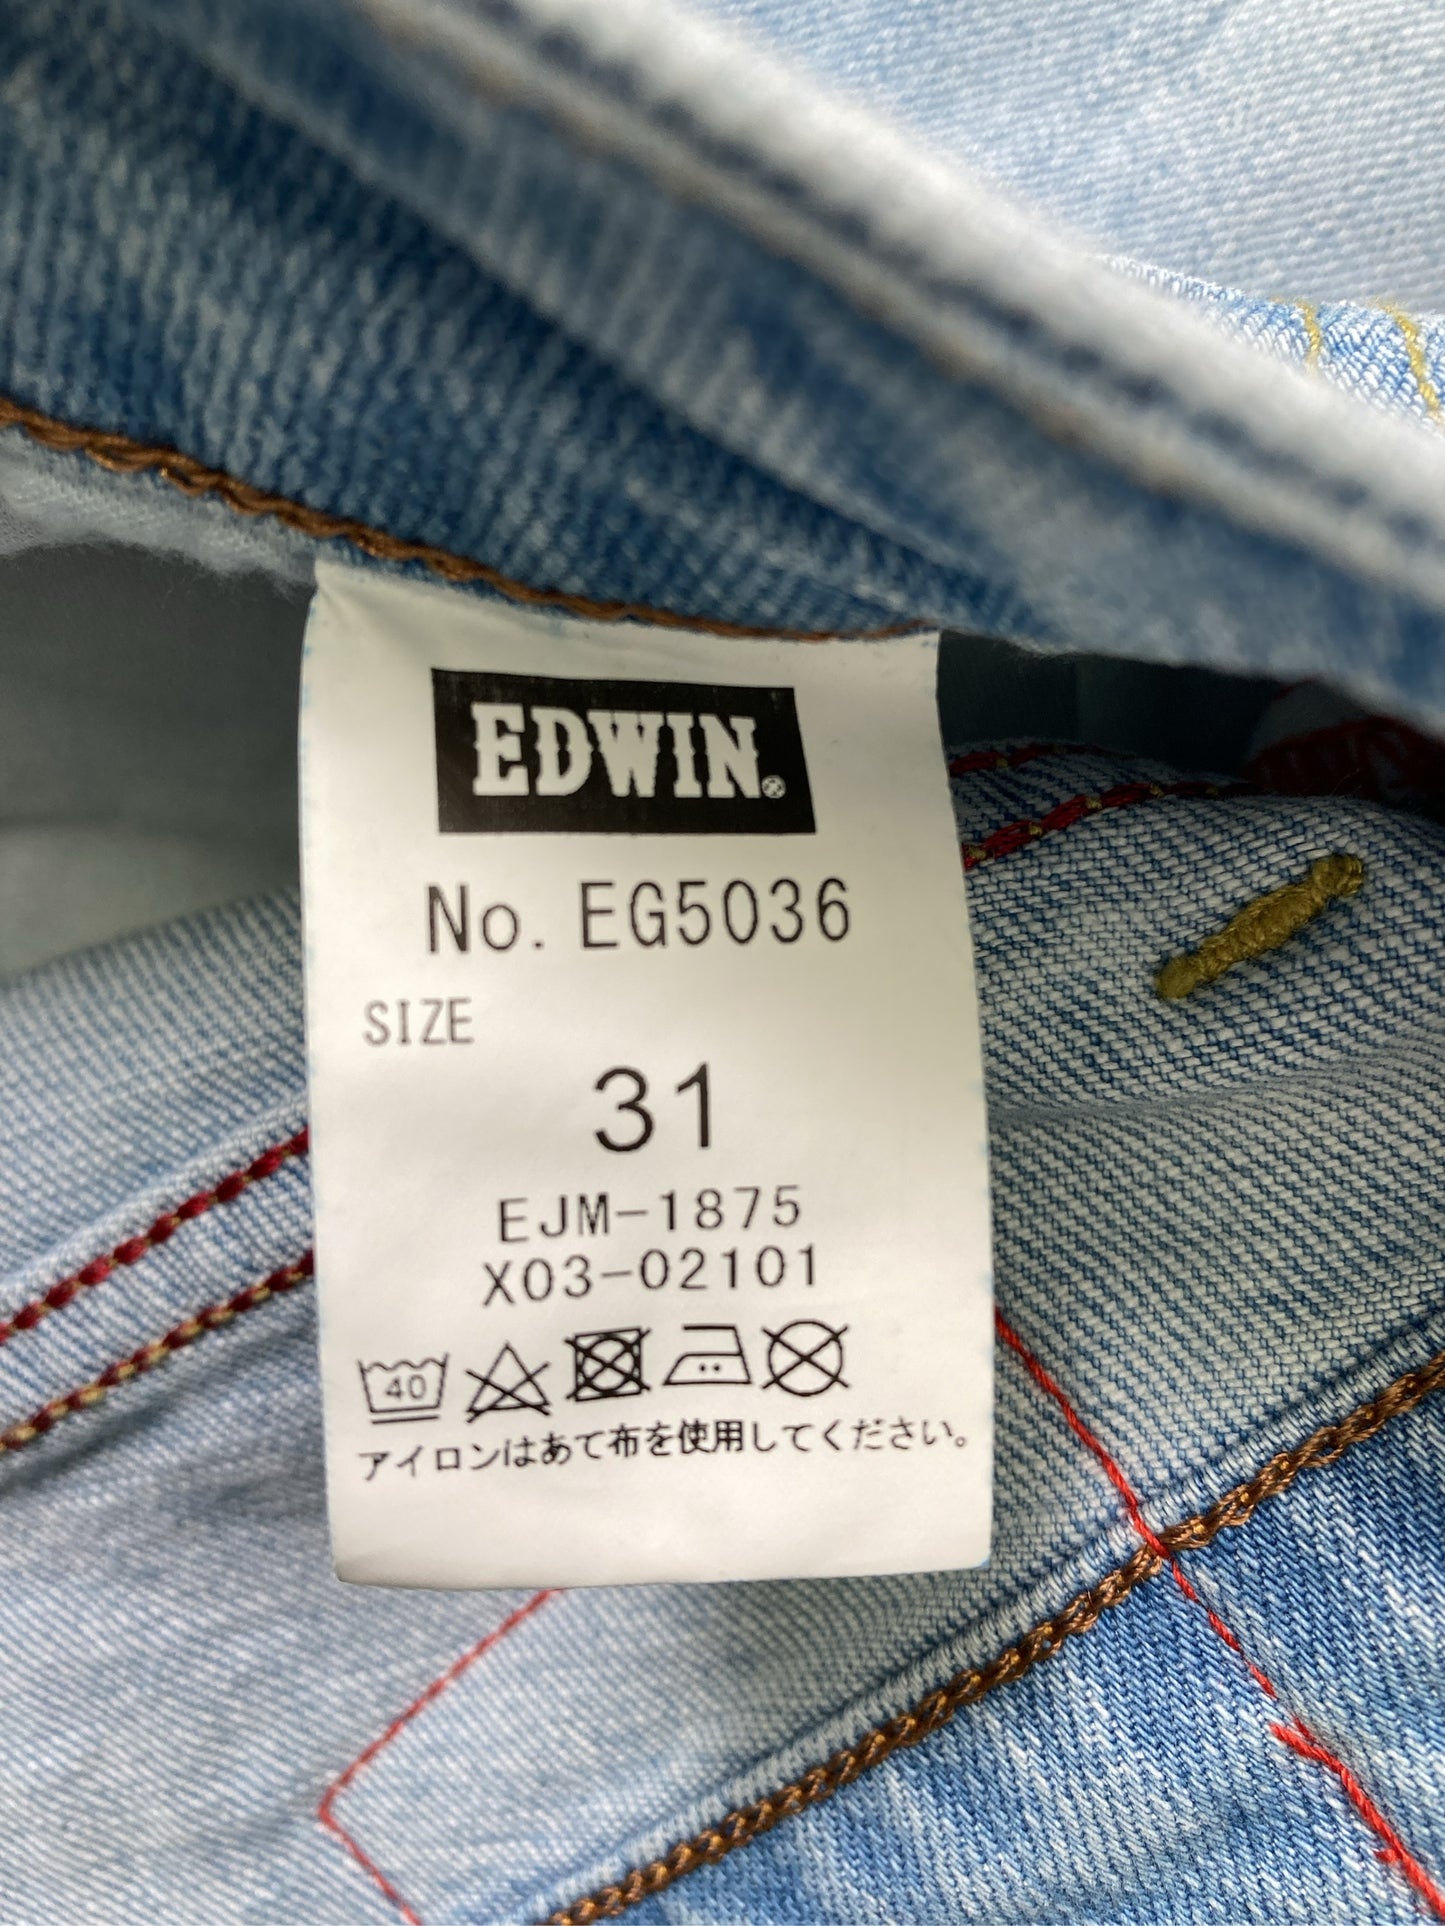 EDWIN®
No. EG5036
SIZE
31
EJM-1875
X03-02101
40
アイロンはあて布を使用してください。